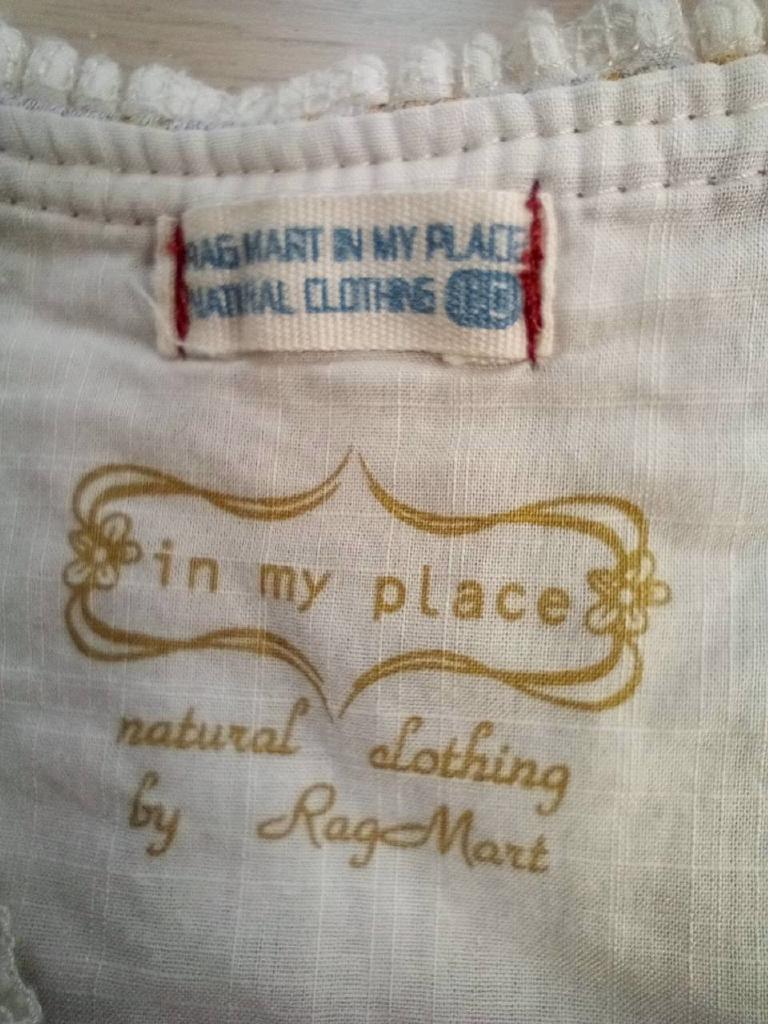 RAG MART IN MY PLACE
NATURAL CLOTHING
in my place
natural clothing
by RagMart